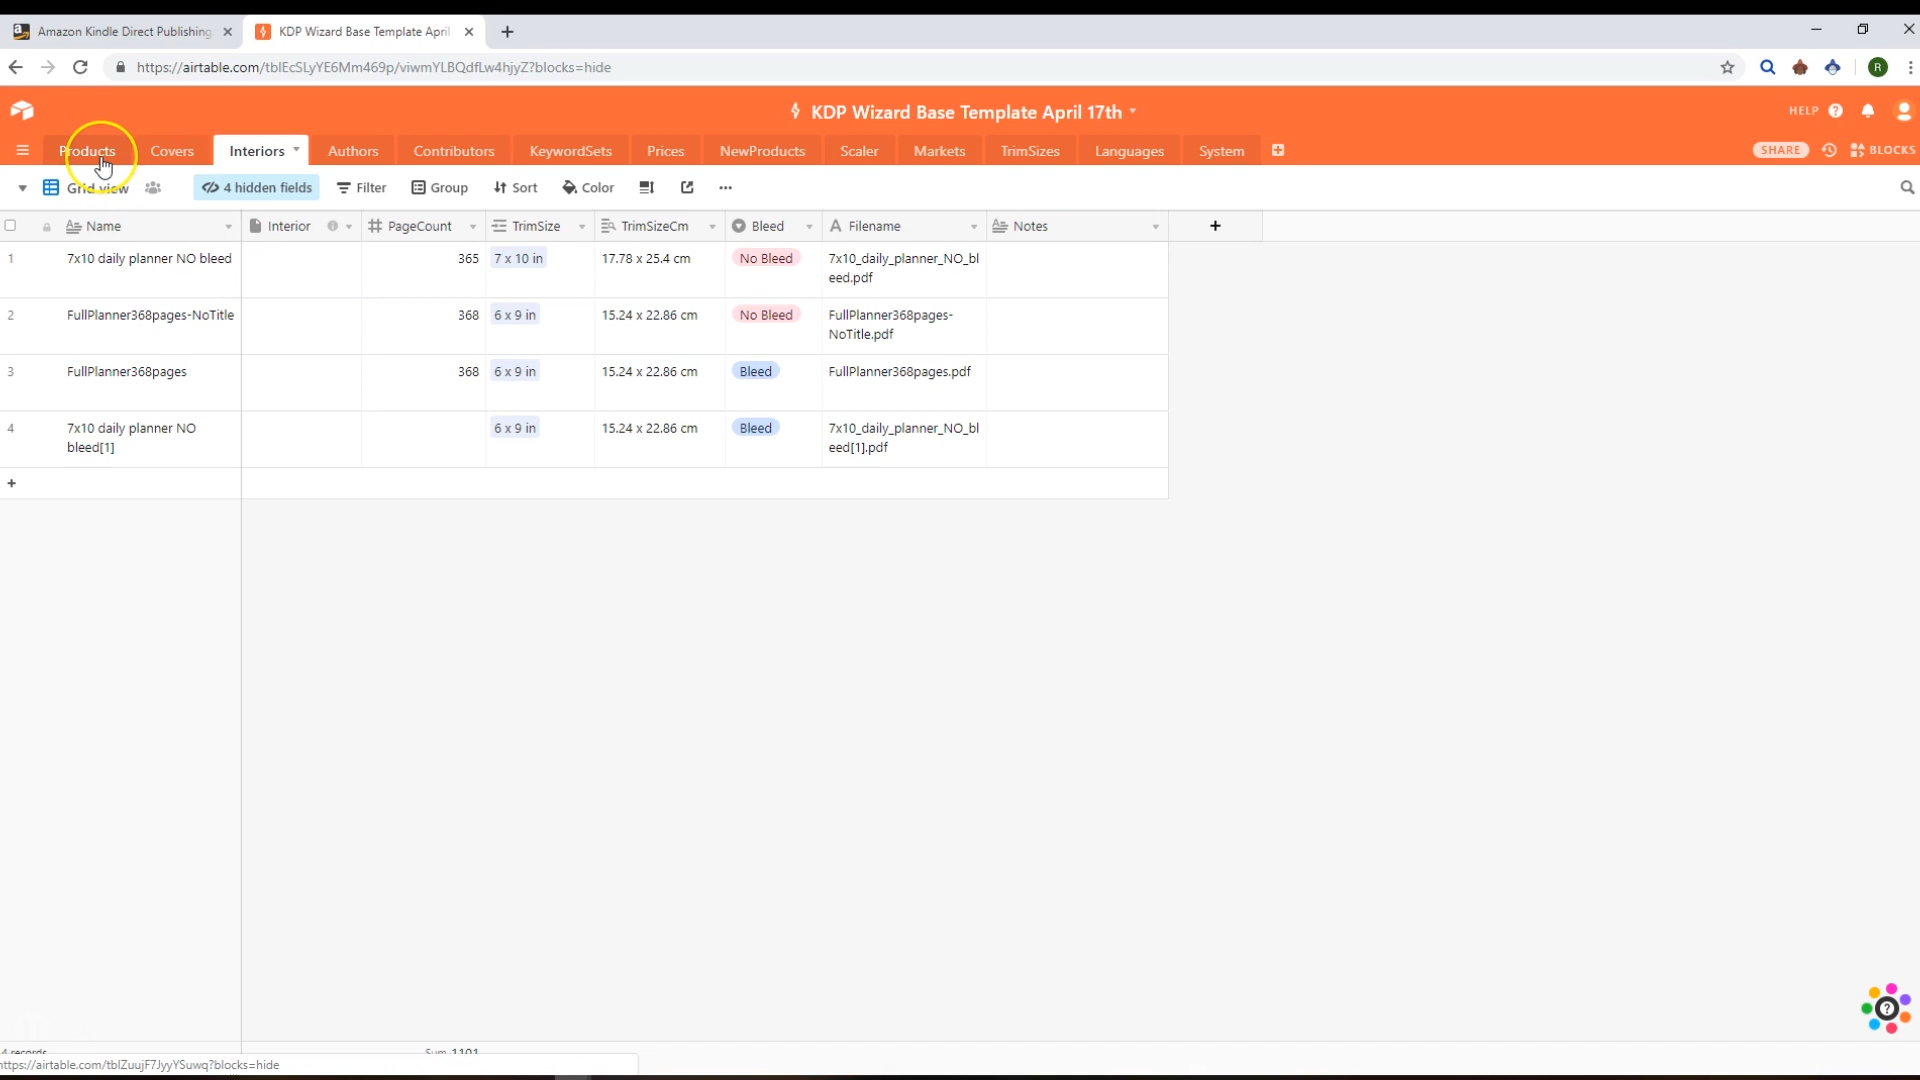 Amazon Kindle Direct Publishing:
KDP Wizard Base Template April
https://airtable.com/tblEcSLyYE6Mm469p/viwmYLBQdfLw4hjyZ?blocks=hide
R
KDP Wizard Base Template April 17th
HELP
Products Covers Interiors Authors Contributors KeywordSets Prices NewProducts Scaler Markets TrimSizes Languages System
SHARE BLOCKS
Grid view 4 hidden fields Filter Group Sort Color
Name Interior PageCount TrimSize TrimSizeCm Bleed Filename Notes
1 7x10 daily planner NO bleed 365 7 x 10 in 17.78 x 25.4 cm No Bleed 7x10_daily_planner_NO_bl
eed.pdf
2 FullPlanner368pages-NoTitle 368 6 x 9 in 15.24 x 22.86 cm No Bleed FullPlanner368pages-
NoTitle.pdf
3 FullPlanner368pages 368 6 x 9 in 15.24 x 22.86 cm Bleed FullPlanner368pages.pdf
4 7x10 daily planner NO 6 x 9 in 15.24 x 22.86 cm Bleed 7x10_daily_planner_NO_bl
bleed[1] eed[1].pdf
4 records Sum 1101
https://airtable.com/tblZuujF7JyyYSuwq?blocks=hide